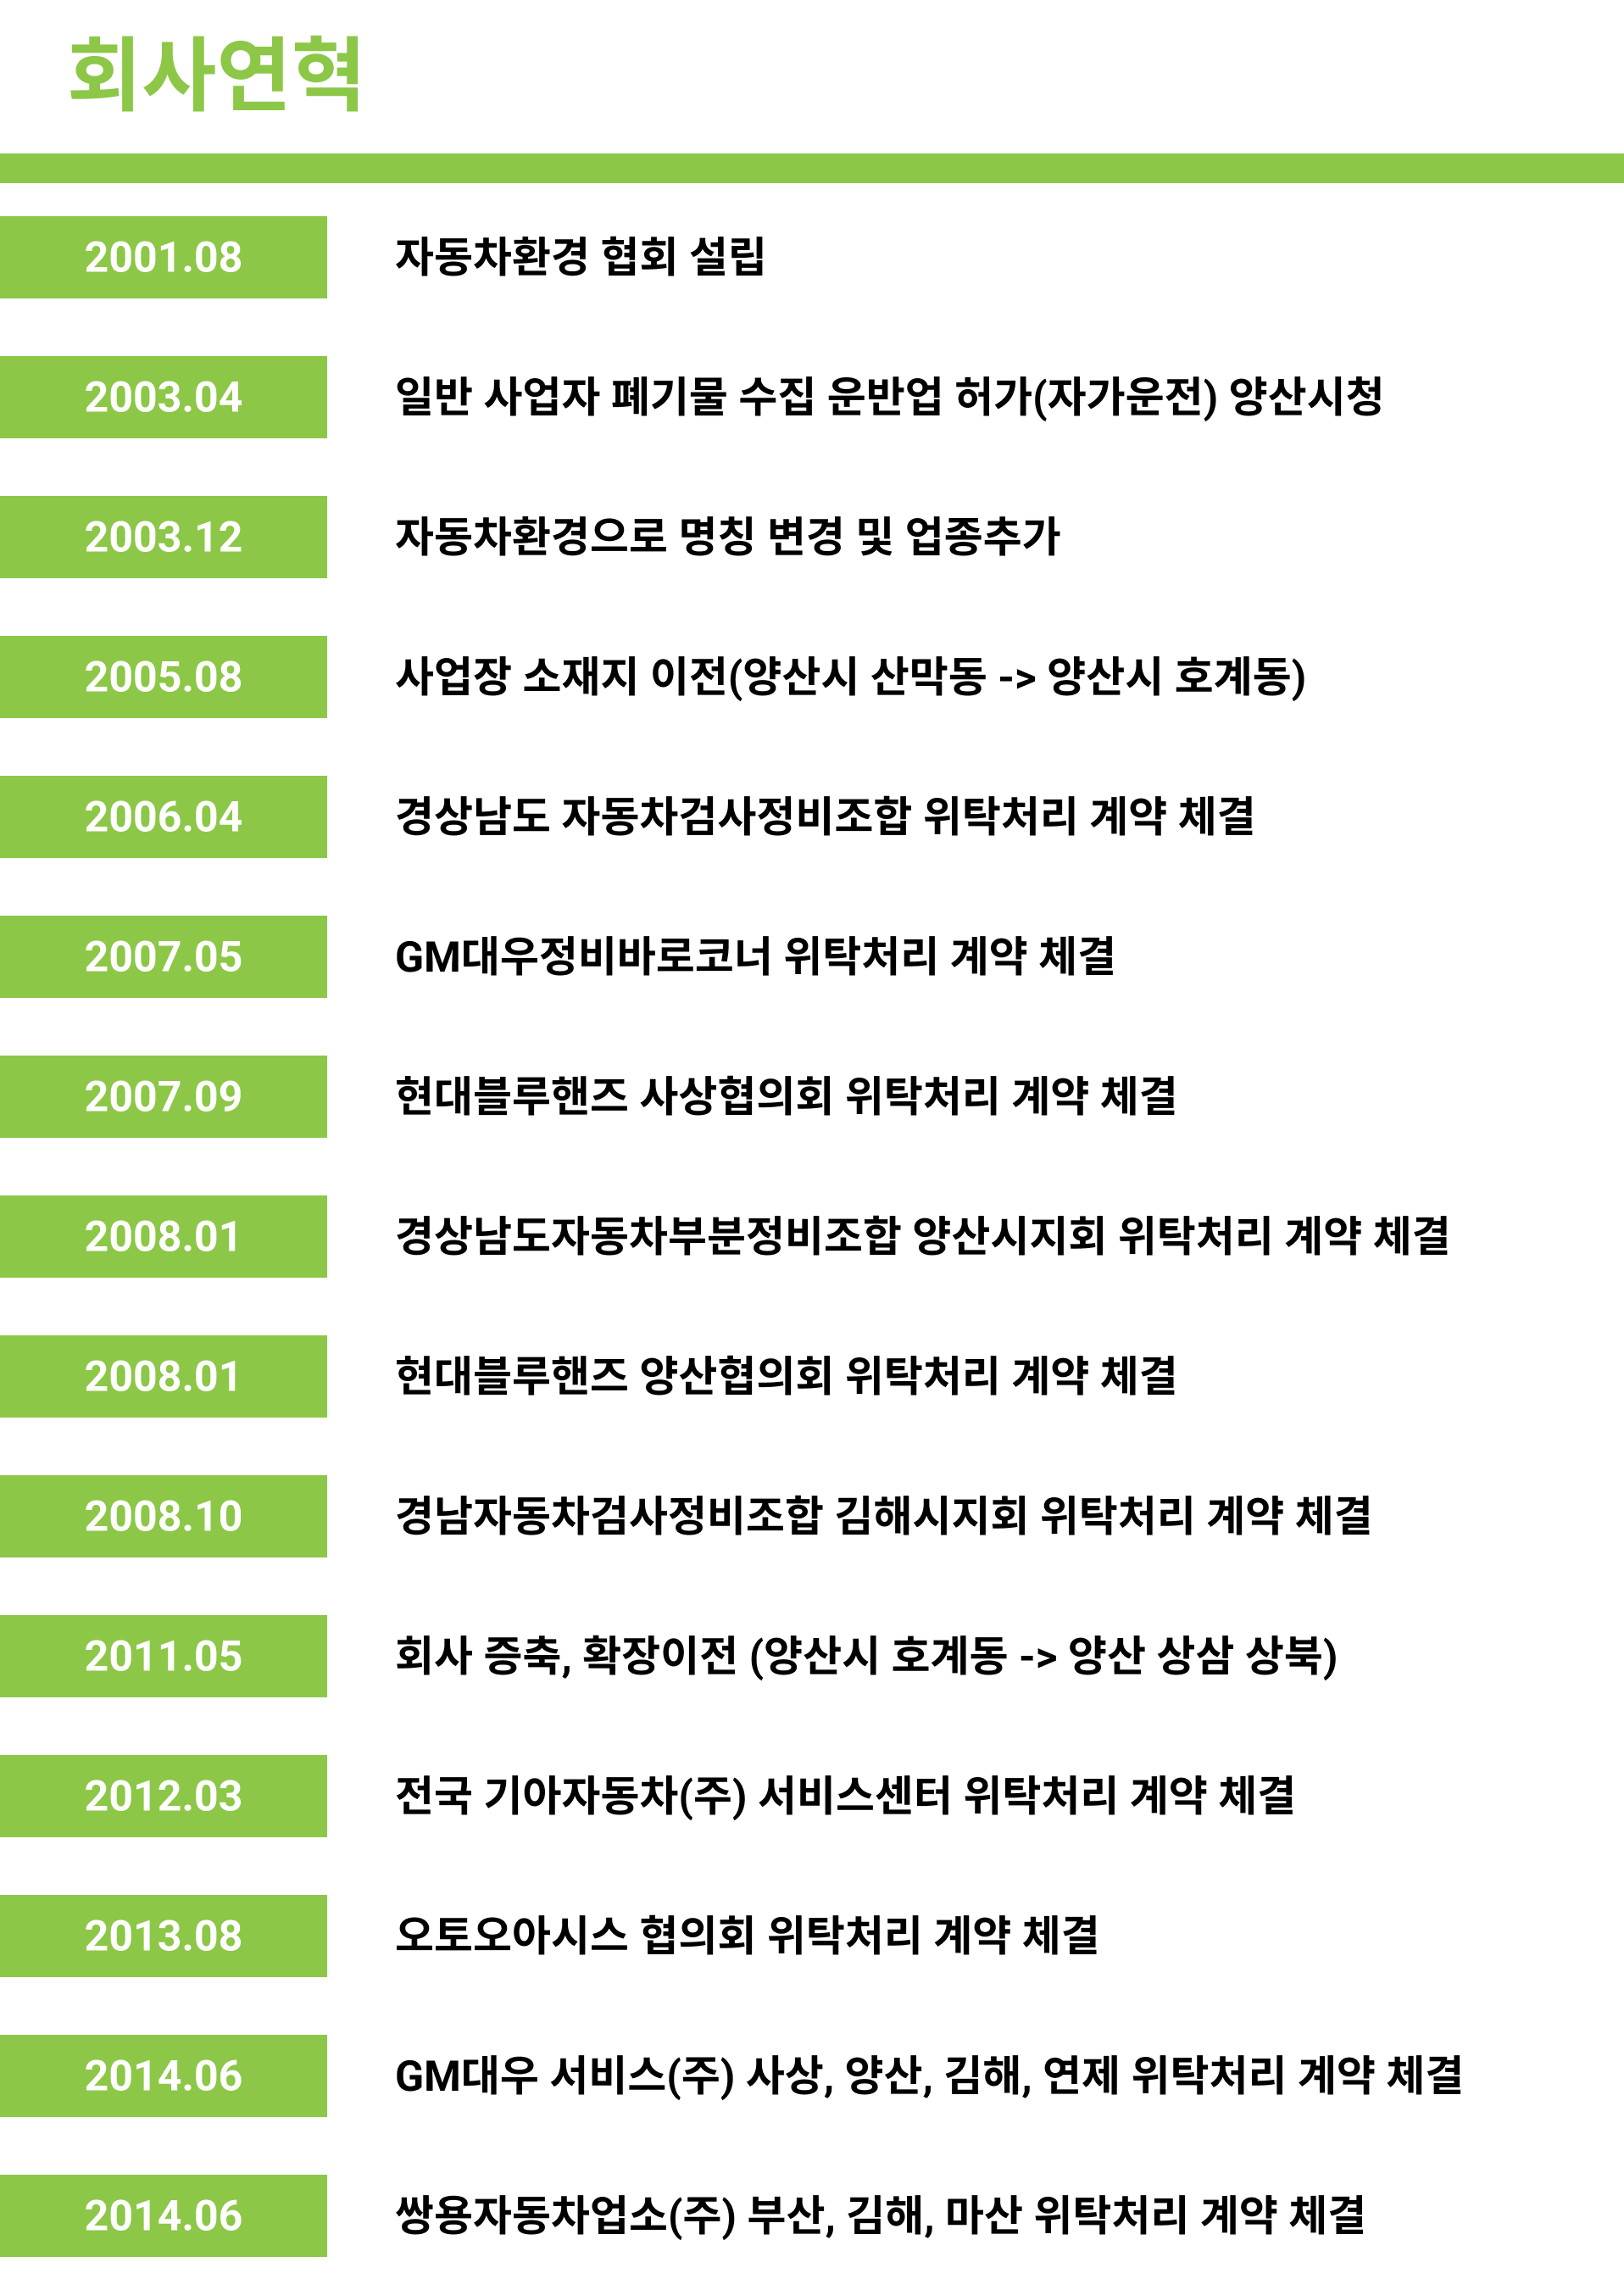 회사연혁
2001.08 자동차환경 협회 설립
2003.04 일반 사업자 폐기물 수집 운반업 허가(자가운전) 양산시청
2003.12 자동차환경으로 명칭 변경 및 업종추가
2005.08 사업장 소재지 이전(양산시 산막동 -> 양산시 호계동)
2006.04 경상남도 자동차검사정비조합 위탁처리 계약 체결
2007.05 GM대우정비바로코너 위탁처리 계약 체결
2007.09 현대블루핸즈 사상협의회 위탁처리 계약 체결
2008.01 경상남도자동차부분정비조합 양산시지회 위탁처리 계약 체결
2008.01 현대블루핸즈 양산협의회 위탁처리 계약 체결
2008.10 경남자동차검사정비조합 김해시지회 위탁처리 계약 체결
2011.05 회사 증축, 확장이전 (양산시 호계동 -> 양산 상삼 상북)
2012.03 전국 기아자동차(주) 서비스센터 위탁처리 계약 체결
2013.08 오토오아시스 협의회 위탁처리 계약 체결
2014.06 GM대우 서비스(주) 사상, 양산, 김해, 연제 위탁처리 계약 체결
2014.06 쌍용자동차업소(주) 부산, 김해, 마산 위탁처리 계약 체결